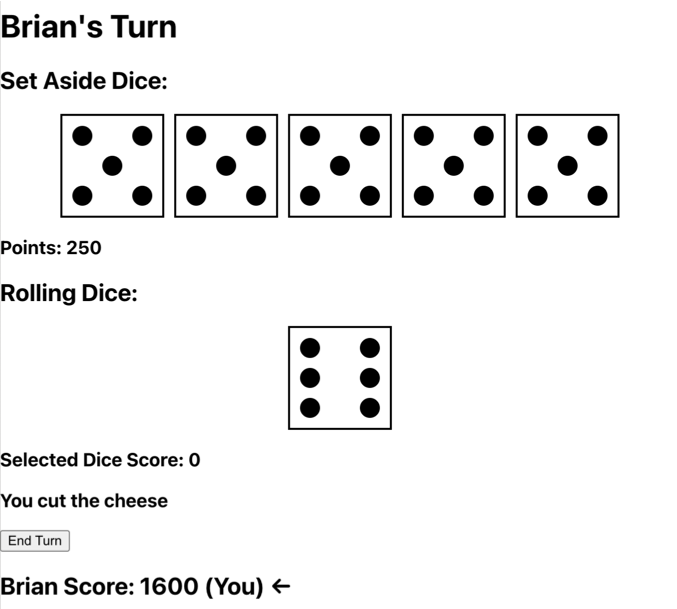 Brian's Turn
Set Aside Dice:
Points: 250
Rolling Dice:
Selected Dice Score: 0
You cut the cheese
End Turn
Brian Score: 1600 (You) ←